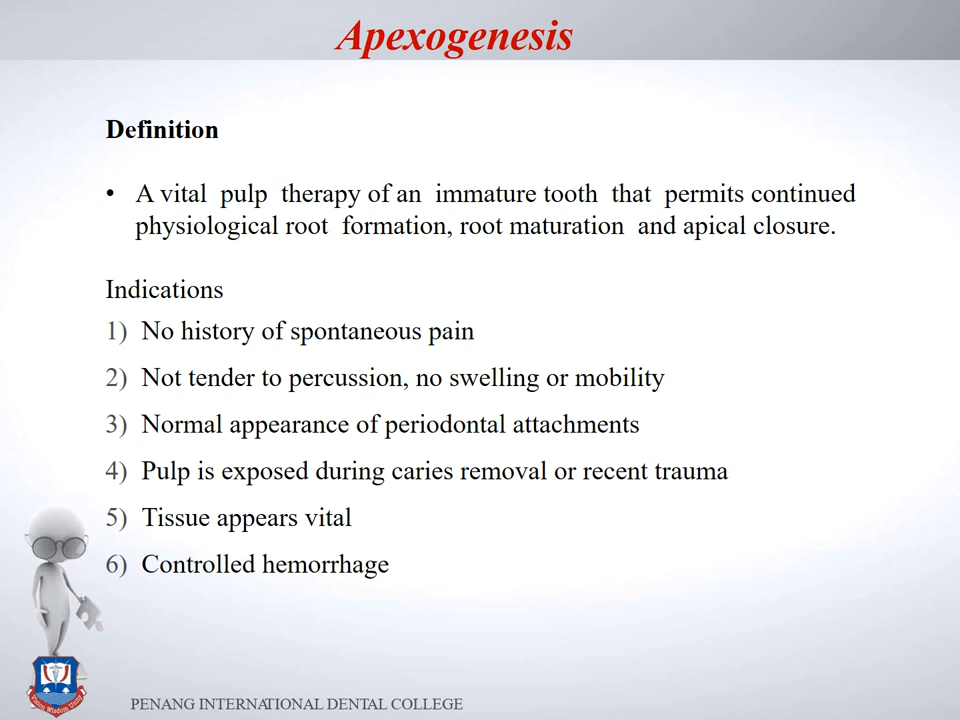 Apexogenesis
Definition
• A vital pulp therapy of an immature tooth that permits continued
physiological root formation, root maturation and apical closure.
Indications
1) No history of spontaneous pain
2) Not tender to percussion, no swelling or mobility
3) Normal appearance of periodontal attachments
4) Pulp is exposed during caries removal or recent trauma
5) Tissue appears vital
6) Controlled hemorrhage
Vision Wisdom Unity
PENANG INTERNATIONAL DENTAL COLLEGE